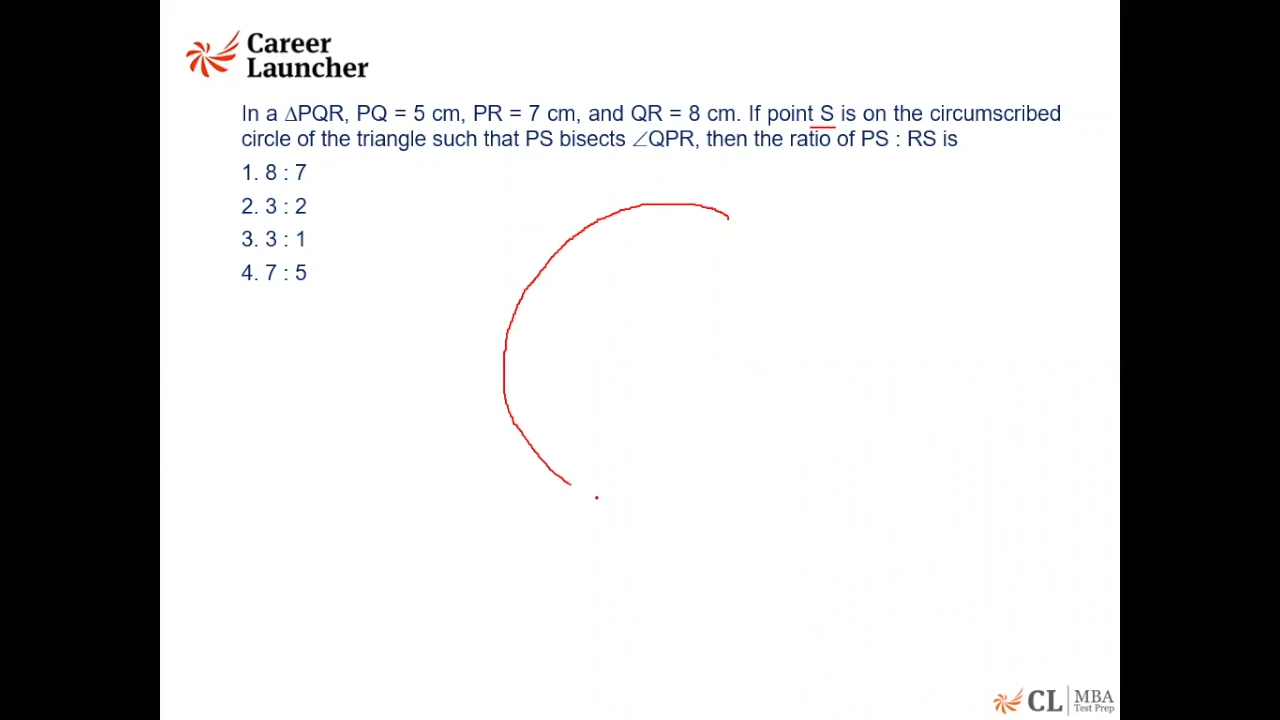 Career
Launcher
In a ΔPQR, PQ = 5 cm, PR = 7 cm, and QR = 8 cm. If point S is on the circumscribed
circle of the triangle such that PS bisects ∠QPR, then the ratio of PS : RS is
1. 8 : 7
2. 3 : 2
3. 3 : 1
4. 7 : 5
CL MBA
Test Prep